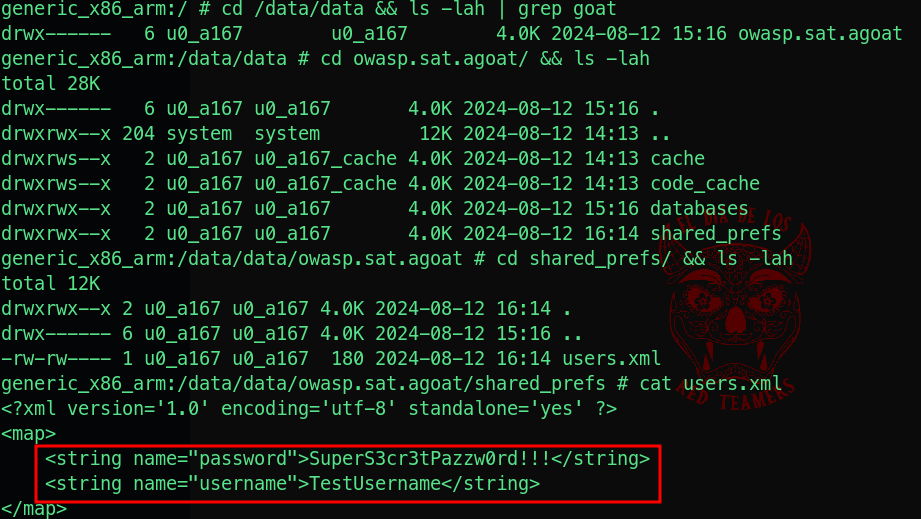 generic_x86_arm:/ # cd /data/data && ls -lah | grep goat
drwx------   6 u0_a167        u0_a167        4.0K 2024-08-12 15:16 owasp.sat.agoat
generic_x86_arm:/data/data # cd owasp.sat.agoat/ && ls -lah
total 28K
drwx------   6 u0_a167 u0_a167       4.0K 2024-08-12 15:16 .
drwxrwx--x 204 system  system         12K 2024-08-12 14:13 ..
drwxrws--x   2 u0_a167 u0_a167_cache 4.0K 2024-08-12 14:13 cache
drwxrws--x   2 u0_a167 u0_a167_cache 4.0K 2024-08-12 14:13 code_cache
drwxrwx--x   2 u0_a167 u0_a167       4.0K 2024-08-12 15:16 databases
drwxrwx--x   2 u0_a167 u0_a167       4.0K 2024-08-12 16:14 shared_prefs
generic_x86_arm:/data/data/owasp.sat.agoat # cd shared_prefs/ && ls -lah
total 12K
drwxrwx--x 2 u0_a167 u0_a167 4.0K 2024-08-12 16:14 .
drwx------ 6 u0_a167 u0_a167 4.0K 2024-08-12 15:16 ..
-rw-rw---- 1 u0_a167 u0_a167  180 2024-08-12 16:14 users.xml
generic_x86_arm:/data/data/owasp.sat.agoat/shared_prefs # cat users.xml
<?xml version='1.0' encoding='utf-8' standalone='yes' ?>
<map>
    <string name="password">SuperS3cr3tPazzw0rd!!!</string>
    <string name="username">TestUsername</string>
</map>
EL DIA DE LOS
RED TEAMERS